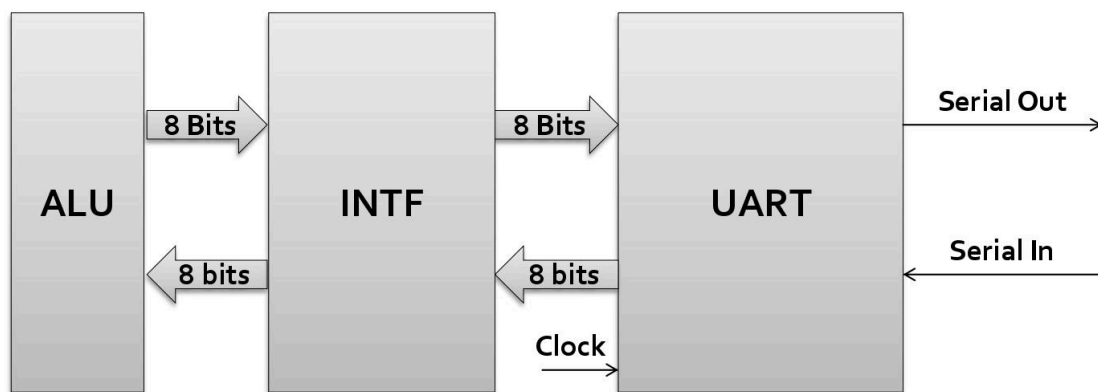 8 Bits
8 Bits
Serial Out
ALU
INTF
UART
8 bits
8 bits
Serial In
Clock